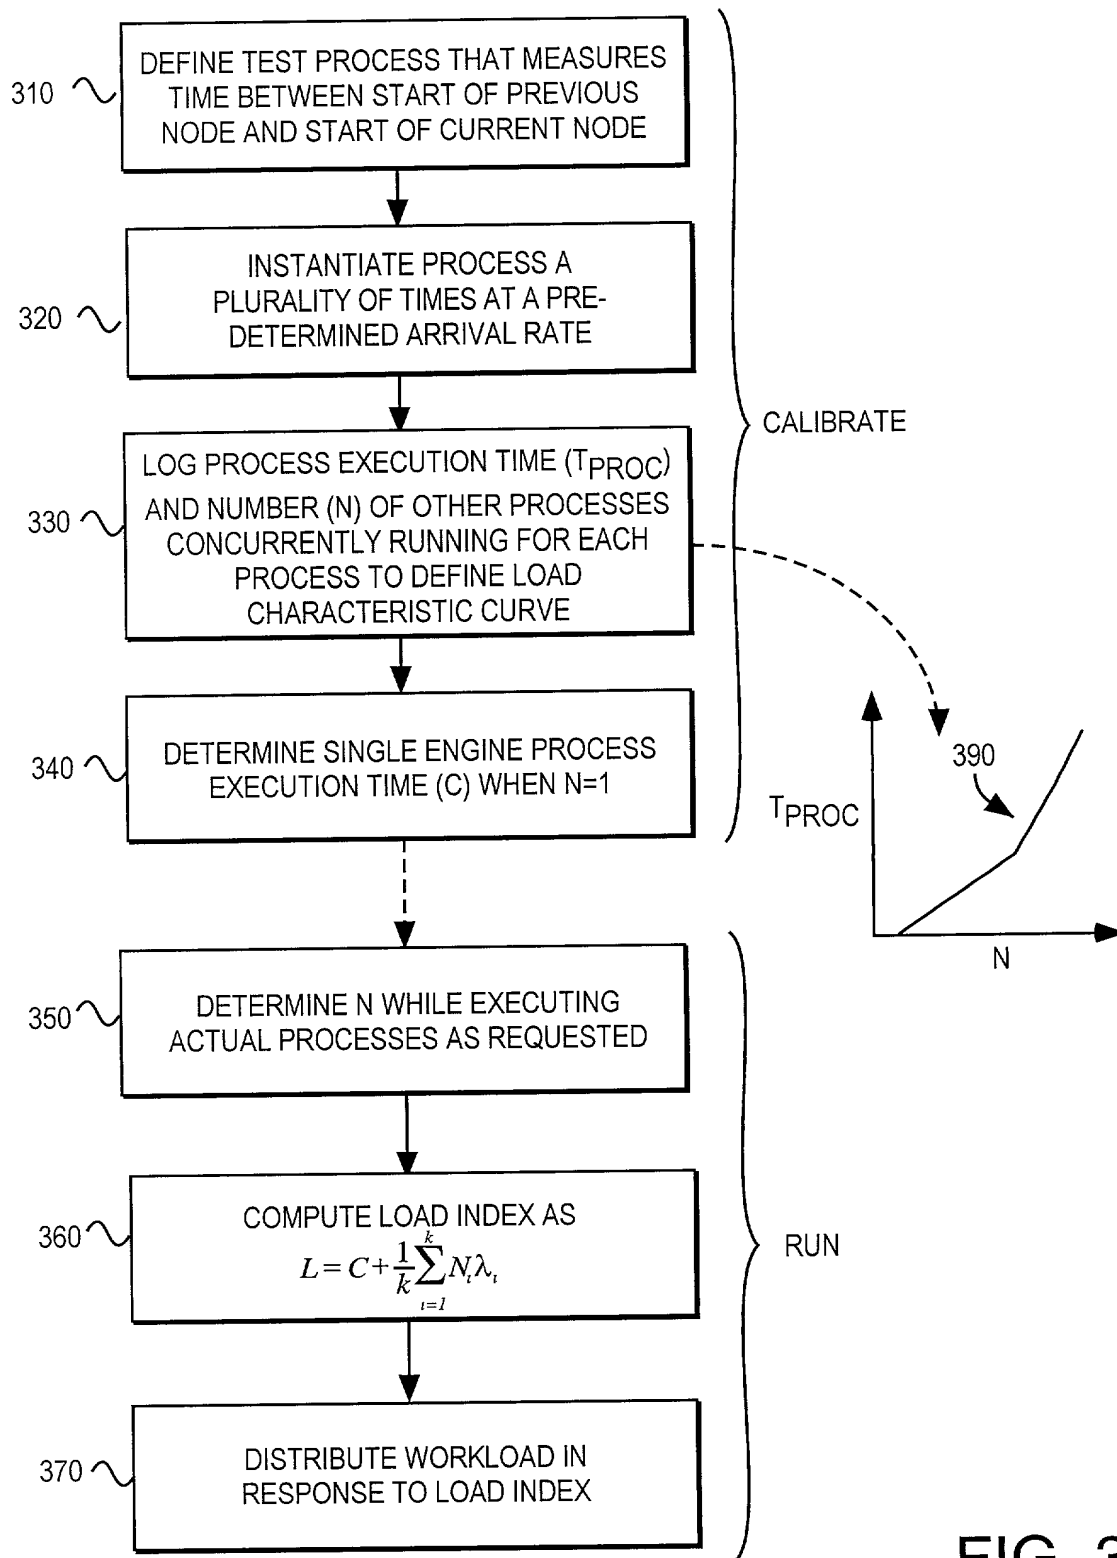 310
DEFINE TEST PROCESS THAT MEASURES
TIME BETWEEN START OF PREVIOUS
NODE AND START OF CURRENT NODE
320
INSTANTIATE PROCESS A
PLURALITY OF TIMES AT A PRE-
DETERMINED ARRIVAL RATE
CALIBRATE
330
LOG PROCESS EXECUTION TIME (TPROC)
AND NUMBER (N) OF OTHER PROCESSES
CONCURRENTLY RUNNING FOR EACH
PROCESS TO DEFINE LOAD
CHARACTERISTIC CURVE
340
DETERMINE SINGLE ENGINE PROCESS
EXECUTION TIME (C) WHEN N=1
390
TPROC
N
350
DETERMINE N WHILE EXECUTING
ACTUAL PROCESSES AS REQUESTED
360
COMPUTE LOAD INDEX AS
L = C + 1/k ∑_{i=1}^{k} N_i λ_i
RUN
370
DISTRIBUTE WORKLOAD IN
RESPONSE TO LOAD INDEX
FIG. 3